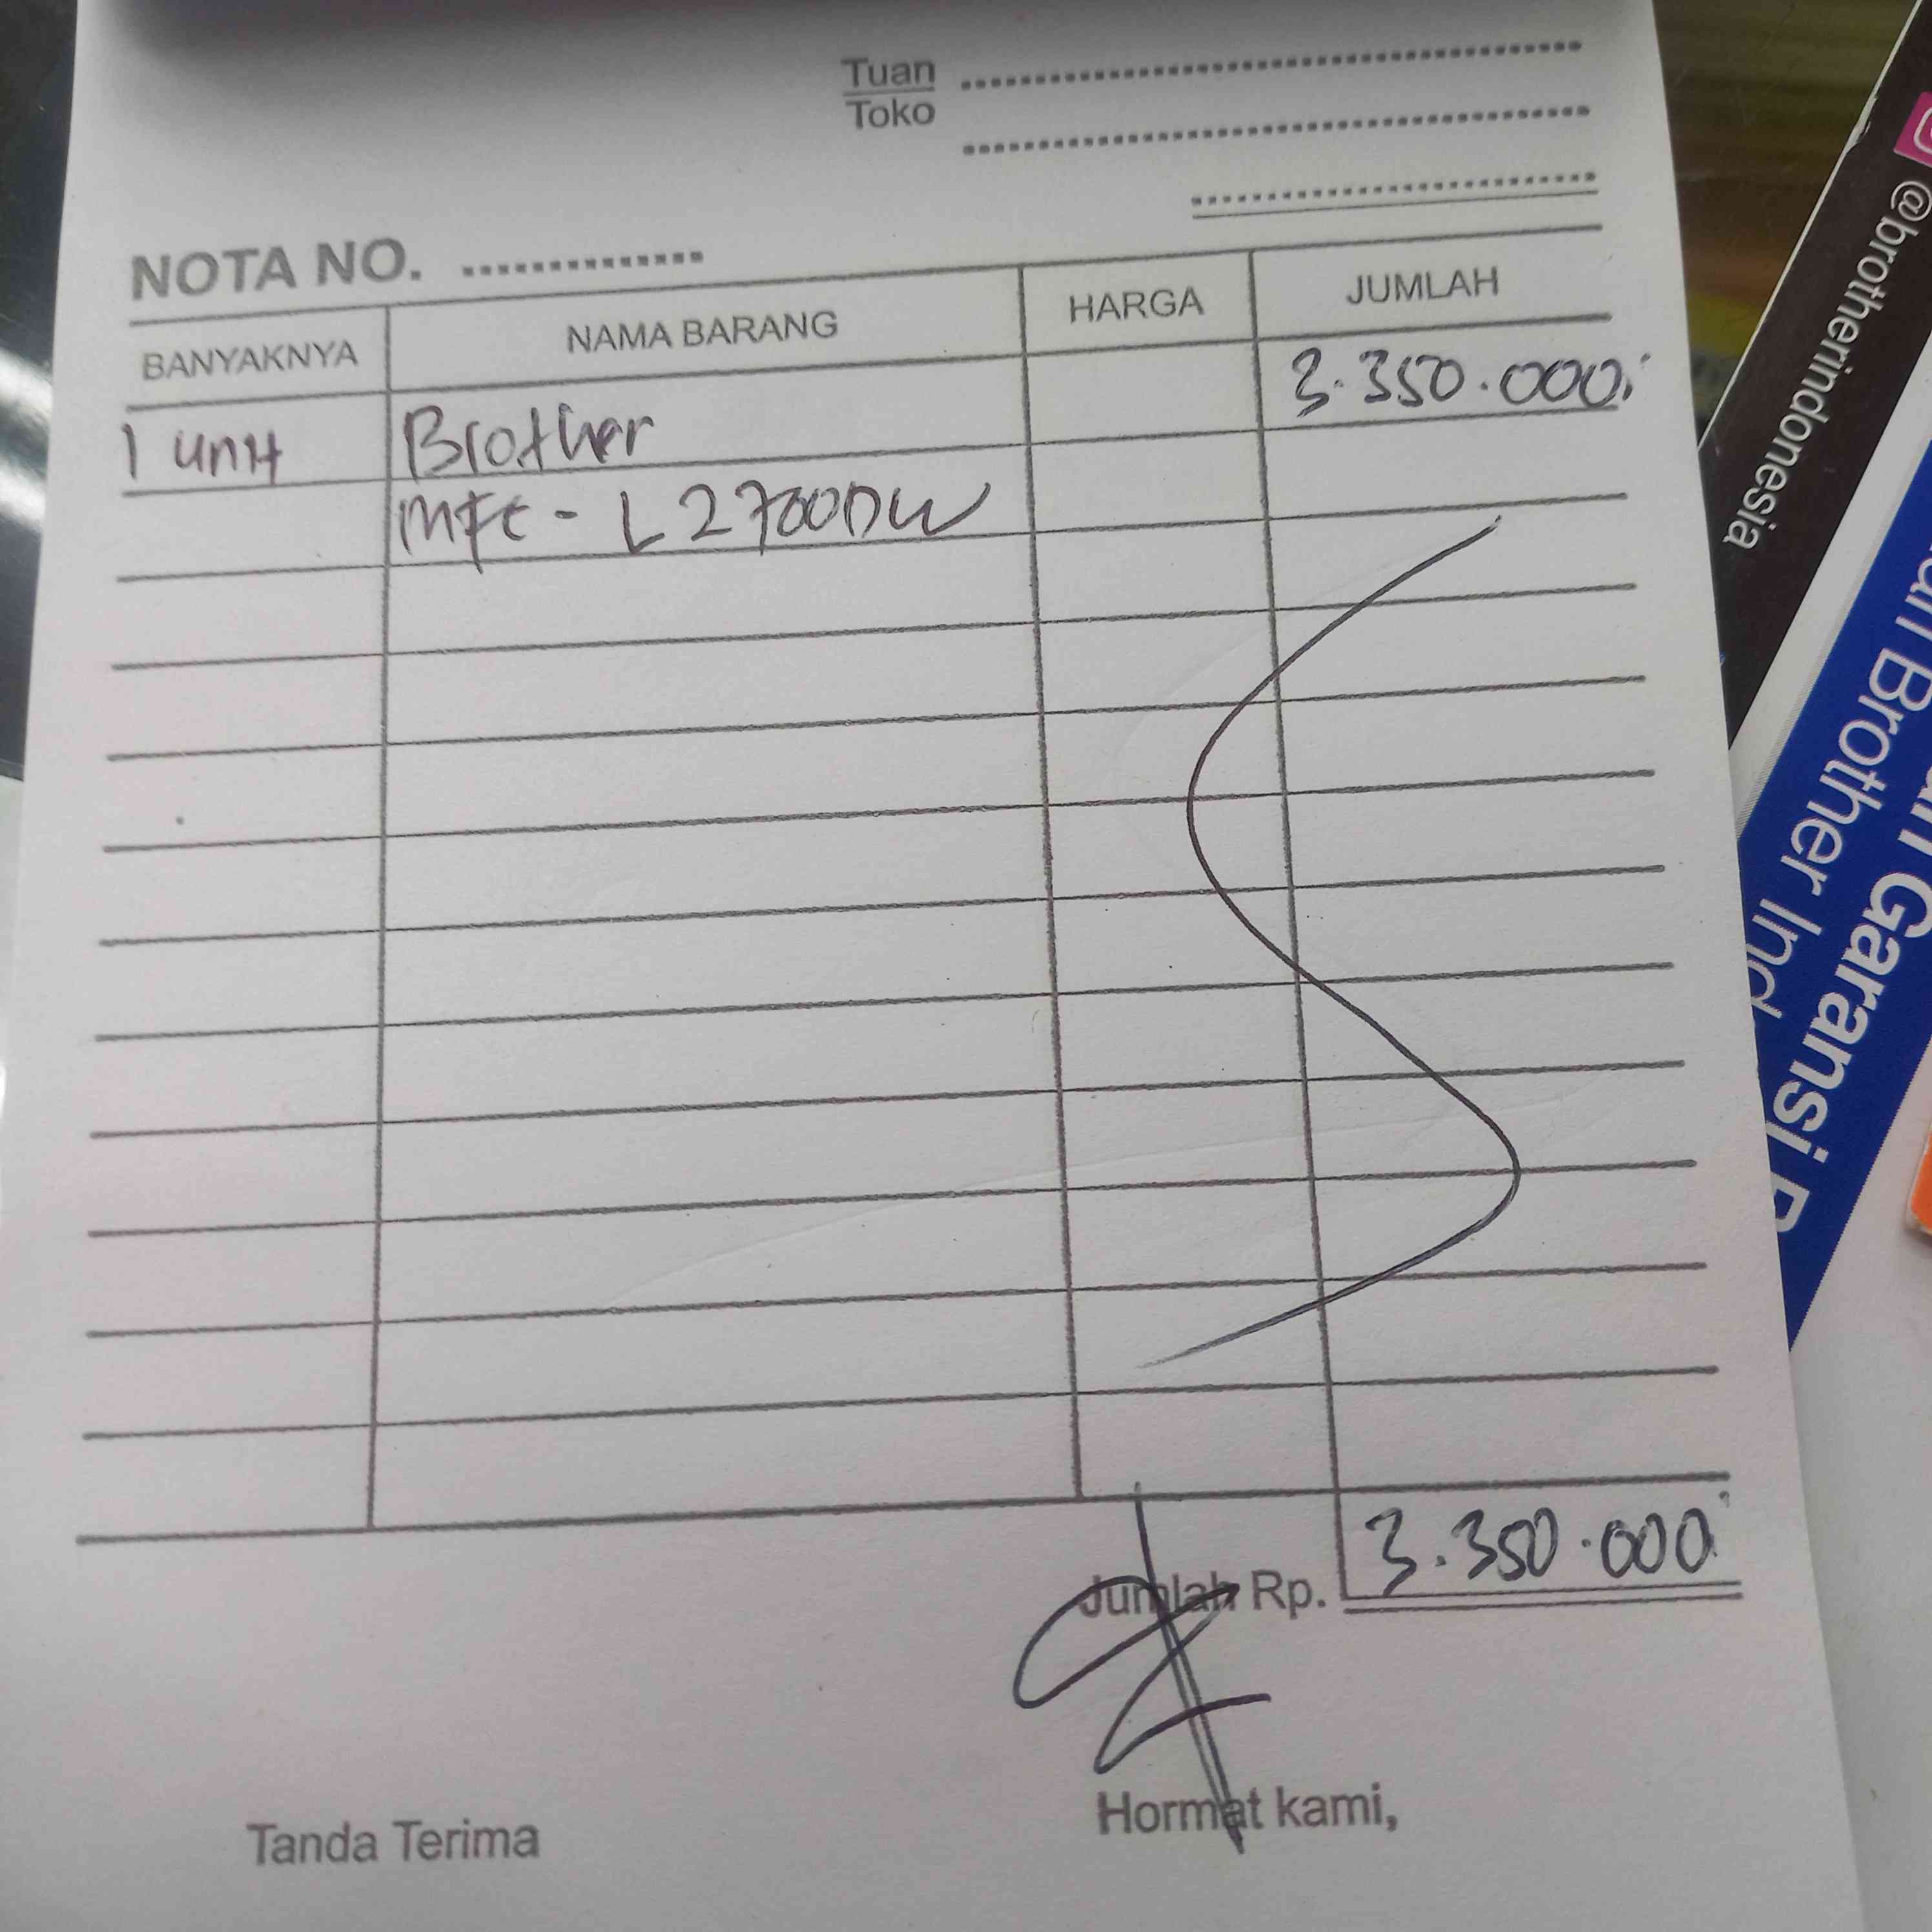 Tuan
Toko
NOTA NO.
BANYAKNYA NAMA BARANG HARGA JUMLAH
1 unit Brother 3.350.000
MFC - L2700DW
Jumlah Rp. 3.350.000
Tanda Terima Hormat kami,
@brotherindonesia
Brother Ind
Garansi